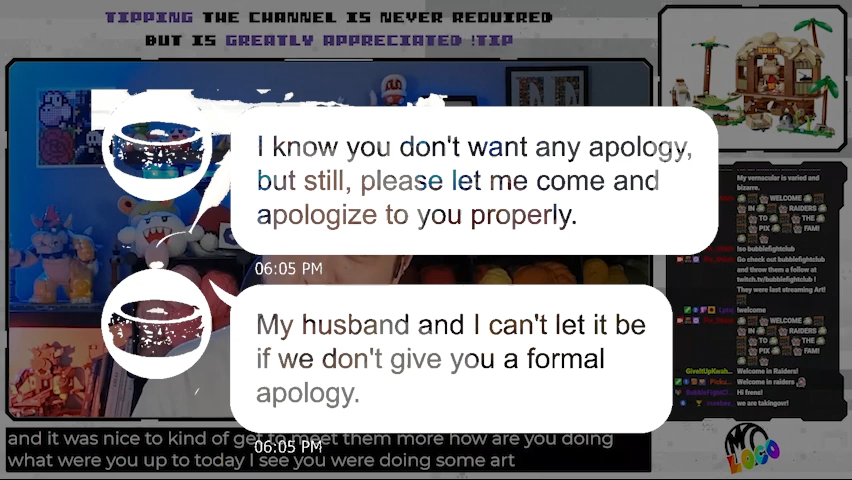 TIPPING THE CHANNEL IS NEVER REQUIRED
BUT IS GREATLY APPRECIATED !TIP
KONG
I know you don't want any apology,
but still, please let me come and
apologize to you properly.
06:05 PM
My husband and I can't let it be
if we don't give you a formal
apology.
06:05 PM
and it was nice to kind of get to meet them more how are you doing
what were you up to today I see you were doing some art
My vernacular is varied and
bizarre.
WELCOME
IN RAIDERS
TO THE
PIX FAM!
!so bubblefightclub
Go check out bubblefightclub
and throw them a follow at
twitch.tv/bubblefightclub !
They were last streaming Art!
!welcome
WELCOME
IN RAIDERS
TO THE
PIX FAM!
Welcome in Raiders!
Welcome in raiders
Hi frens!
we are takingovr!
LOCO